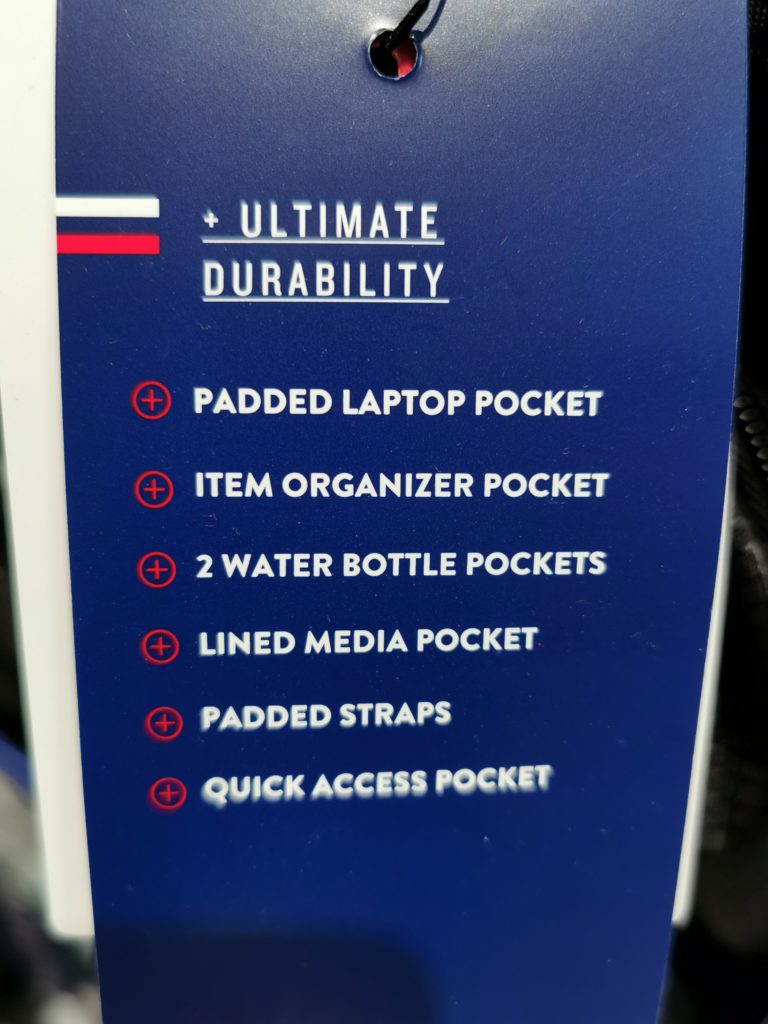 + ULTIMATE
DURABILITY
PADDED LAPTOP POCKET
ITEM ORGANIZER POCKET
2 WATER BOTTLE POCKETS
LINED MEDIA POCKET
PADDED STRAPS
QUICK ACCESS POCKET